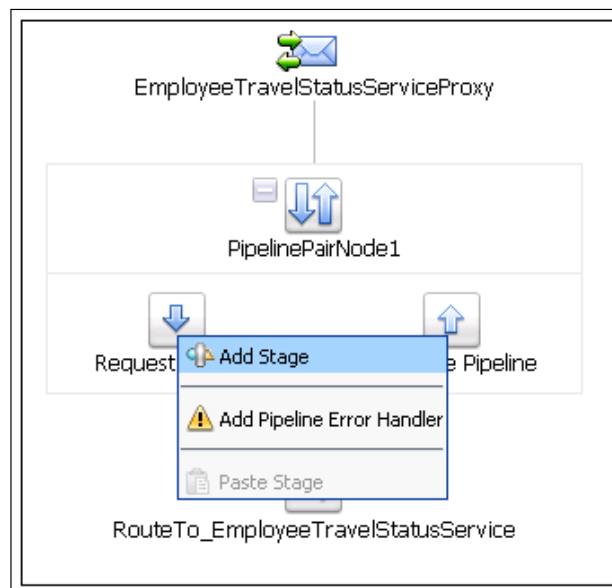 EmployeeTravelStatusServiceProxy
PipelinePairNode1
Request
e Pipeline
Add Stage
Add Pipeline Error Handler
Paste Stage
RouteTo_EmployeeTravelStatusService